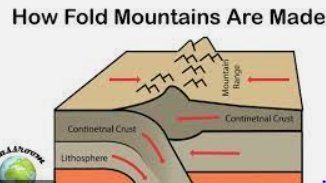 How Fold Mountains Are Made
Mountain
Range
Continetnal Crust
Continetnal Crust
Lithosphere